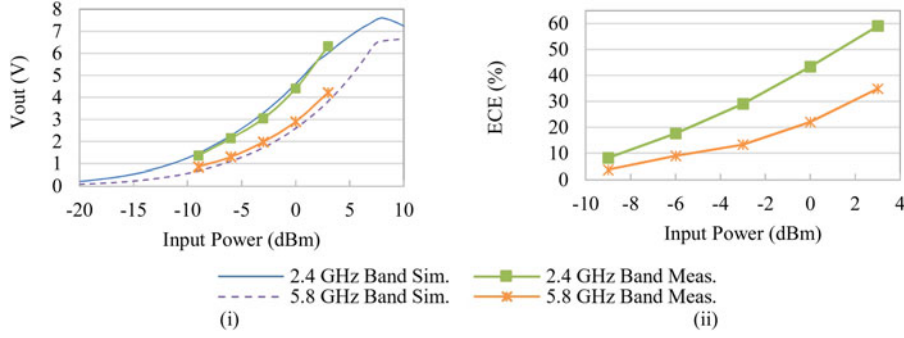 8
7
6
5
4
3
2
1
0
Vout (V)
-20 -15 -10 -5 0 5 10
Input Power (dBm)
60
50
40
30
20
10
0
ECE (%)
-10 -8 -6 -4 -2 0 2 4
Input Power (dBm)
2.4 GHz Band Sim.
2.4 GHz Band Meas.
5.8 GHz Band Sim.
5.8 GHz Band Meas.
(i)
(ii)